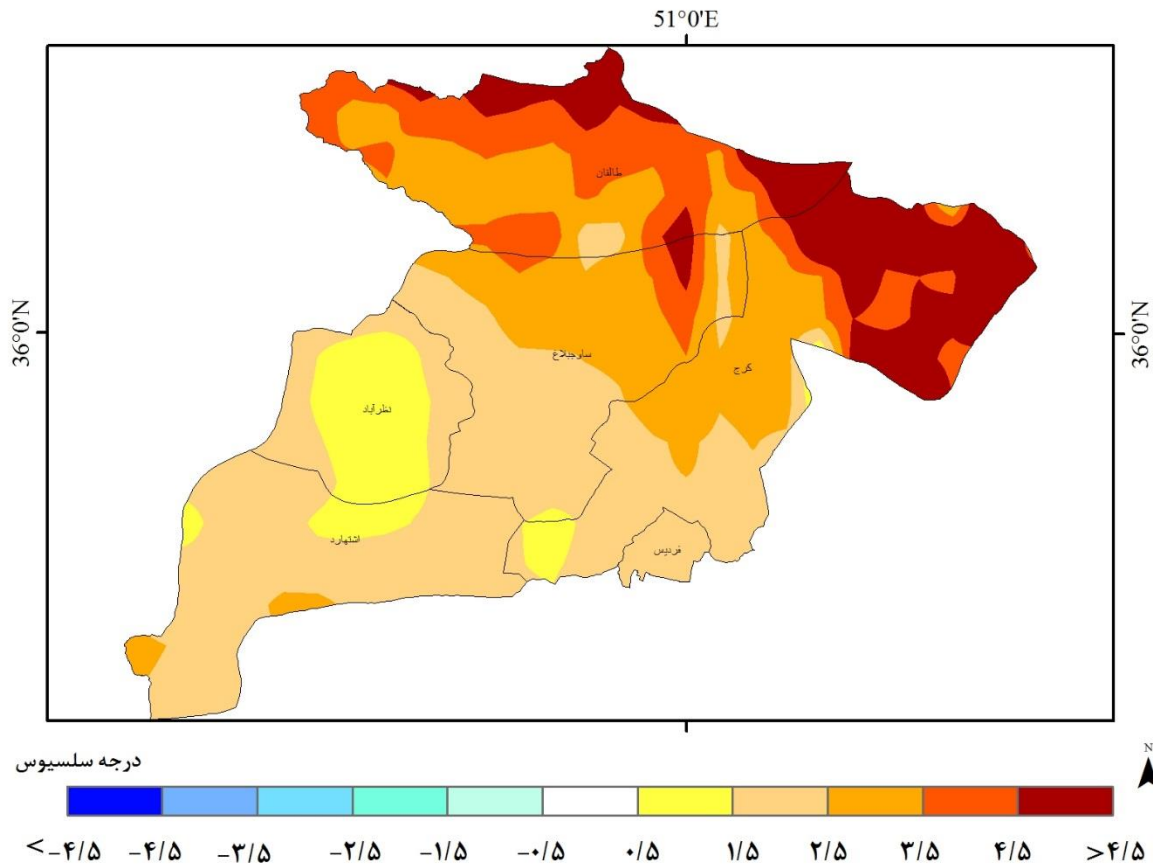 51°0'E
36°0'N
36°0'N
طالقان
ساوجبلاغ
کرج
نظرآباد
اشتهارد
فردیس
درجه سلسیوس
N
<-۴/۵ -۴/۵ -۳/۵ -۲/۵ -۱/۵ -۰/۵ ۰/۵ ۱/۵ ۲/۵ ۳/۵ ۴/۵ >۴/۵